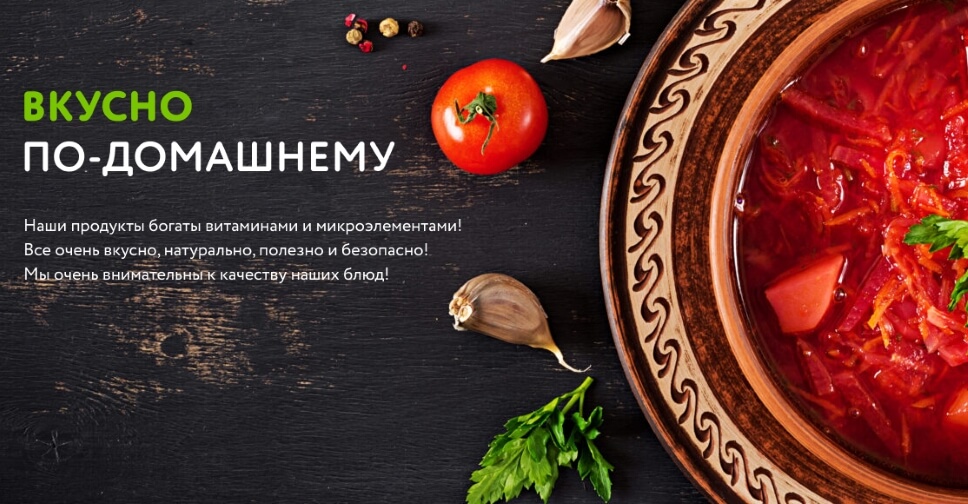 ВКУСНО
ПО-ДОМАШНЕМУ
Наши продукты богаты витаминами и микроэлементами!
Все очень вкусно, натурально, полезно и безопасно!
Мы очень внимательны к качеству наших блюд!